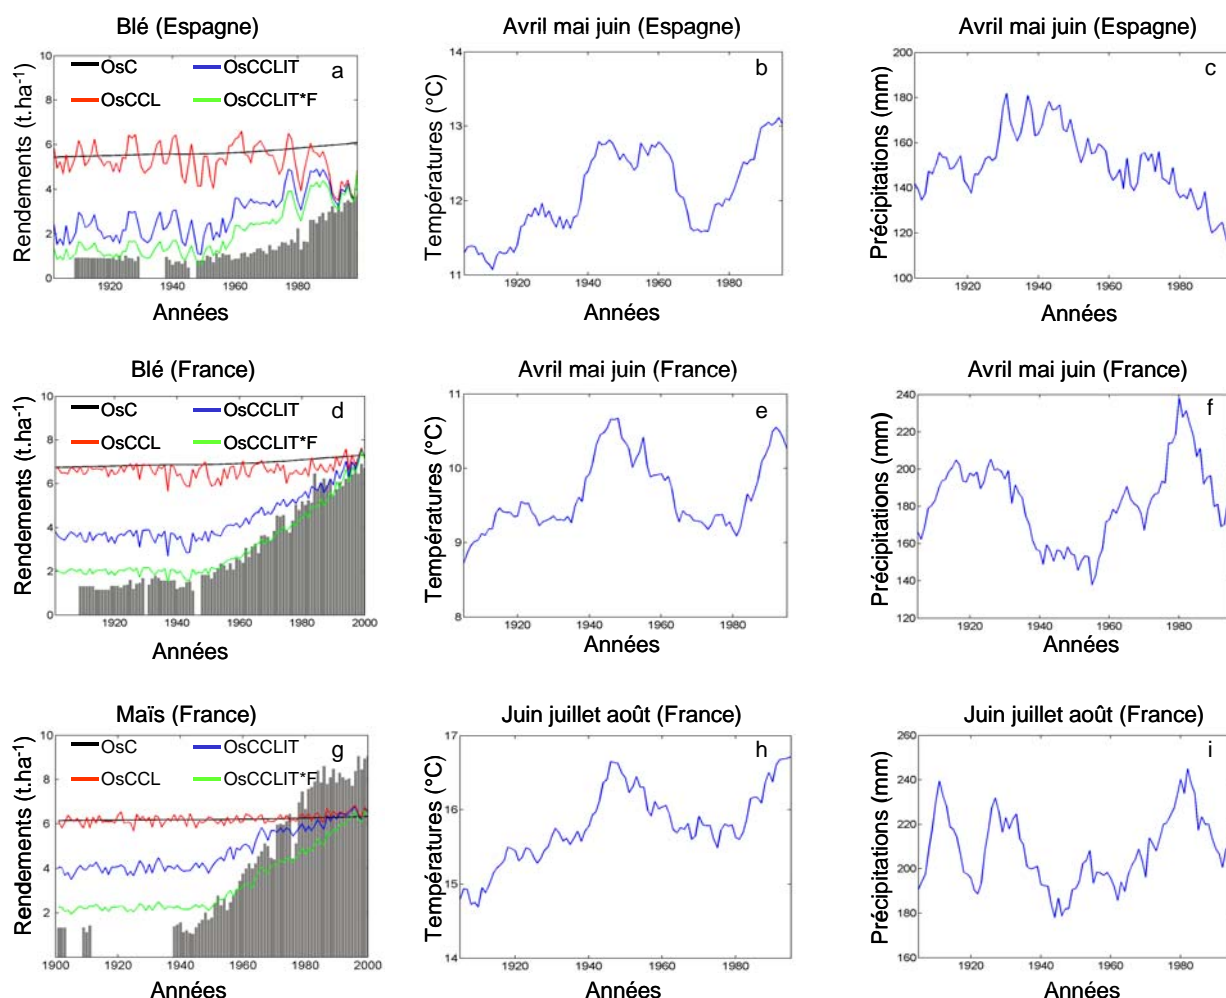 Blé (Espagne)
Avril mai juin (Espagne)
Avril mai juin (Espagne)
Rendements (t.ha-1)
10
8
6
4
2
0
OsC
OsCCL
OsCCLIT
OsCCLIT*F
a
1920
1940
1960
1980
Années
Températures (°C)
14
13
12
11
b
1920
1940
1960
1980
Années
Précipitations (mm)
200
180
160
140
120
100
c
1920
1940
1960
1980
Années
Blé (France)
Avril mai juin (France)
Avril mai juin (France)
Rendements (t.ha-1)
10
8
6
4
2
0
OsC
OsCCL
OsCCLIT
OsCCLIT*F
d
1920
1940
1960
1980
2000
Années
Températures (°C)
11
10
9
8
e
1920
1940
1960
1980
Années
Précipitations (mm)
240
220
200
180
160
140
120
f
1920
1940
1960
1980
Années
Maïs (France)
Juin juillet août (France)
Juin juillet août (France)
Rendements (t.ha-1)
10
8
6
4
2
OsC
OsCCL
OsCCLIT
OsCCLIT*F
g
1900
1920
1940
1960
1980
2000
Années
Températures (°C)
17
16
15
14
h
1920
1940
1960
1980
Années
Précipitations (mm)
260
240
220
200
180
160
i
1920
1940
1960
1980
Années